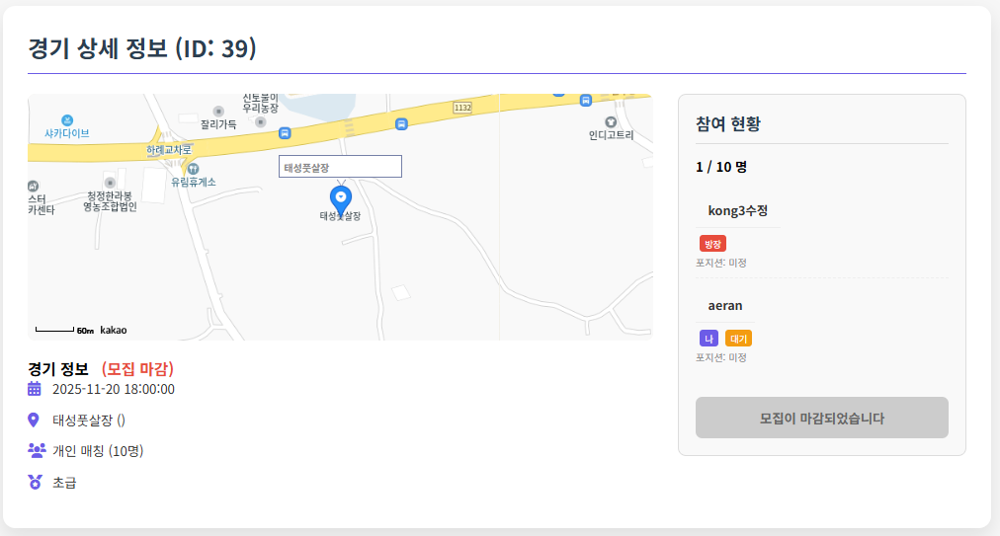 경기 상세 정보 (ID: 39)
신토불이
우리농장
1132
잘리가득
샤카다이브
인디고트리
하례교차로
태성풋살장
유림휴게소
스터
카센타
청정한라봉
영농조합법인
태성풋살장
60m kakao
경기 정보 (모집 마감)
2025-11-20 18:00:00
태성풋살장 ()
개인 매칭 (10명)
초급
참여 현황
1 / 10 명
kong3수정
방장
포지션: 미정
aeran
나 대기
포지션: 미정
모집이 마감되었습니다